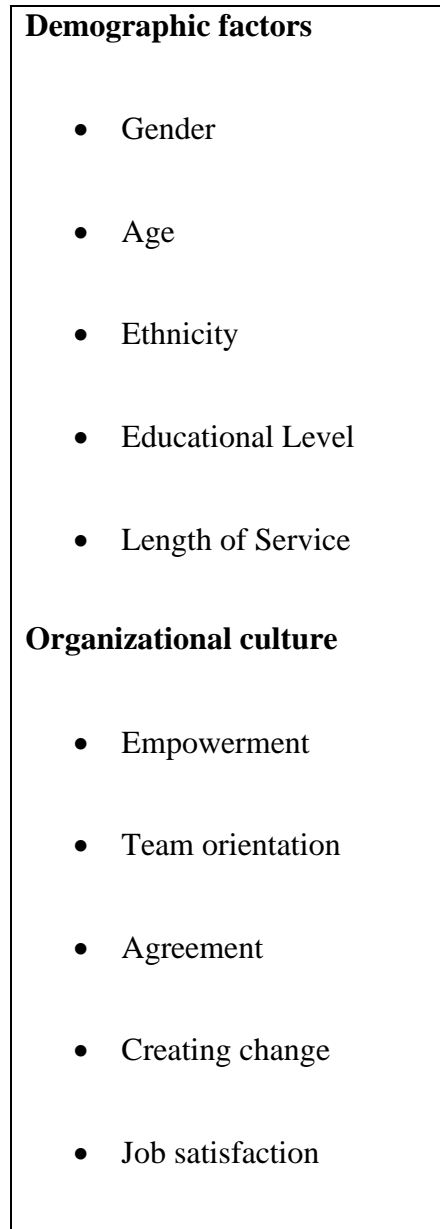 Demographic factors
• Gender
• Age
• Ethnicity
• Educational Level
• Length of Service
Organizational culture
• Empowerment
• Team orientation
• Agreement
• Creating change
• Job satisfaction